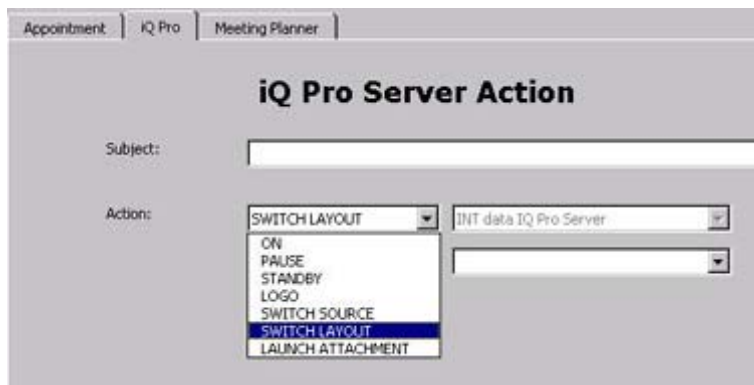 Appointment iQ Pro Meeting Planner
iQ Pro Server Action
Subject:
Action: SWITCH LAYOUT INT data IQ Pro Server
ON
PAUSE
STANDBY
LOGO
SWITCH SOURCE
SWITCH LAYOUT
LAUNCH ATTACHMENT